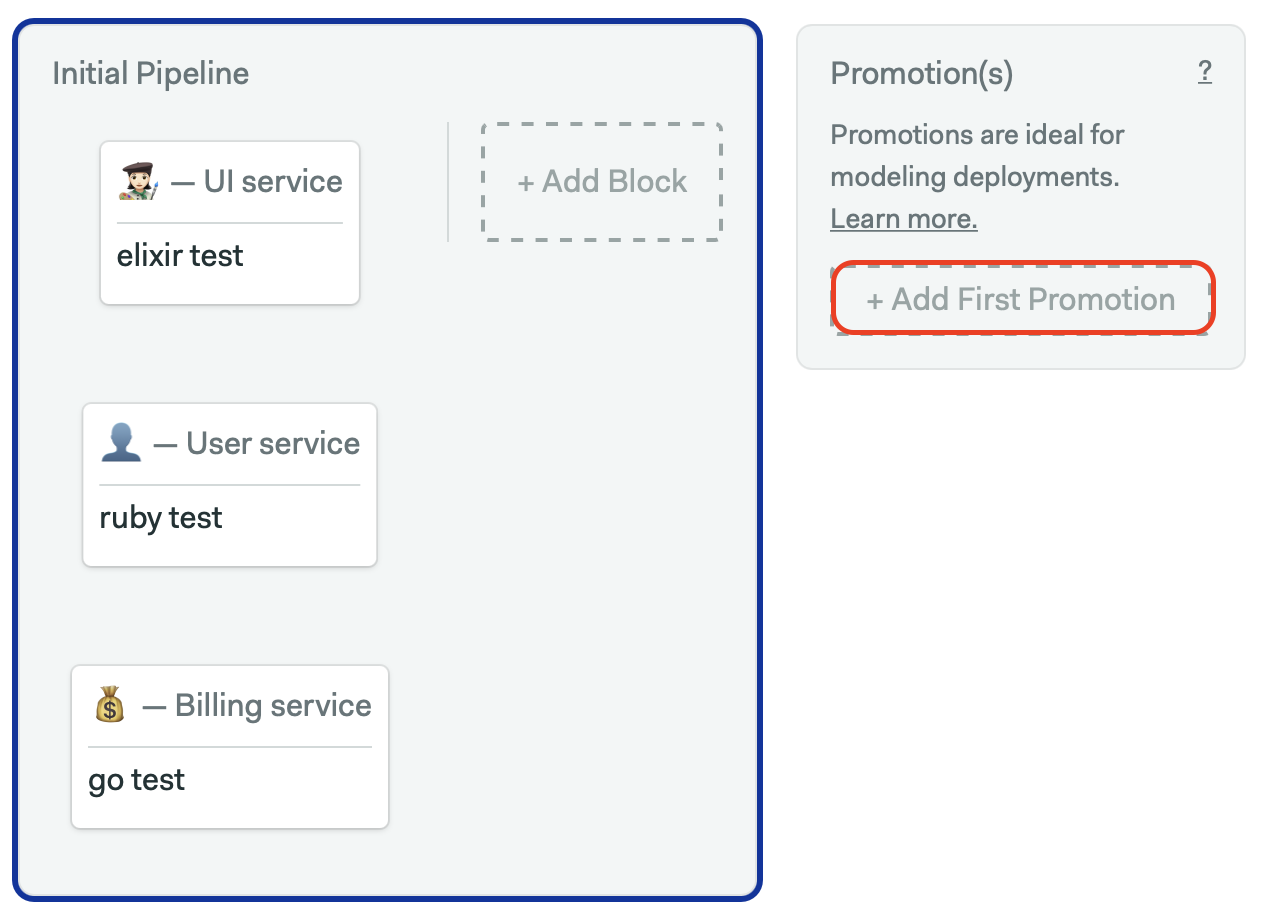 Initial Pipeline
— UI service
elixir test
+ Add Block
— User service
ruby test
$ — Billing service
go test
Promotion(s)
?
Promotions are ideal for
modeling deployments.
Learn more.
+ Add First Promotion